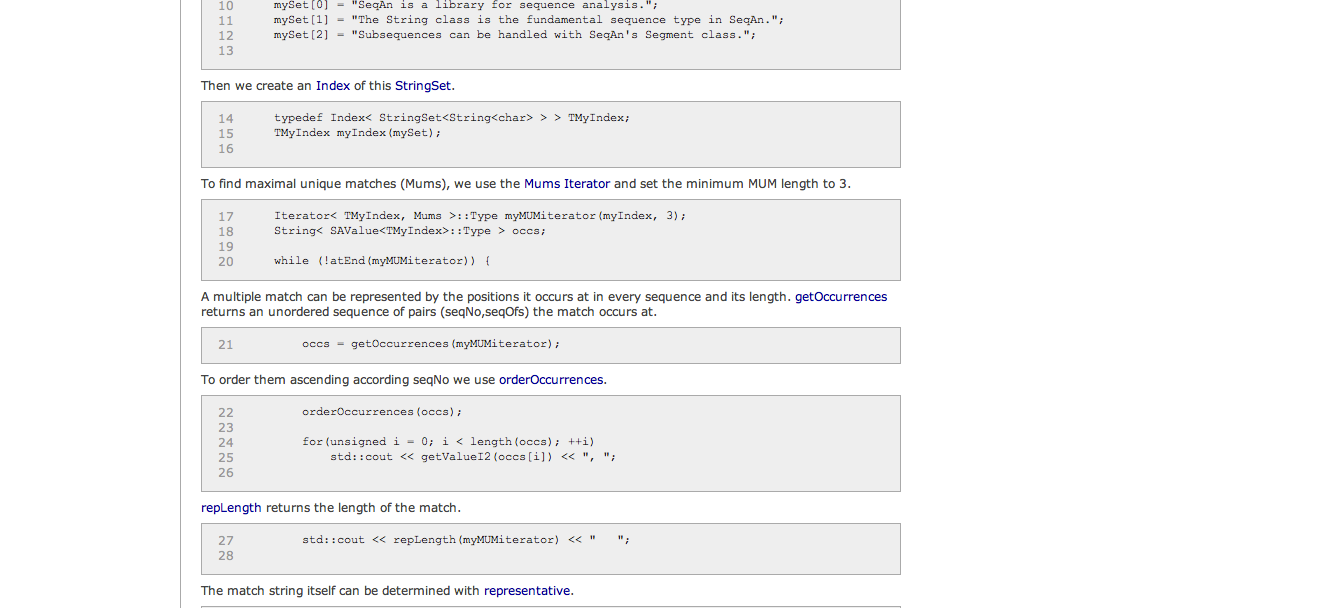 10 mySet[0] = "SeqAn is a library for sequence analysis.";
11 mySet[1] = "The String class is the fundamental sequence type in SeqAn.";
12 mySet[2] = "Subsequences can be handled with SeqAn's Segment class.";
13
Then we create an Index of this StringSet.
14 typedef Index< StringSet<String<char> > > TMyIndex;
15 TMyIndex myIndex(mySet);
16
To find maximal unique matches (Mums), we use the Mums Iterator and set the minimum MUM length to 3.
17 Iterator< TMyIndex, Mums >::Type myMUMiterator(myIndex, 3);
18 String< SAValue<TMyIndex>::Type > occs;
19
20 while (!atEnd(myMUMiterator)) {
A multiple match can be represented by the positions it occurs at in every sequence and its length. getOccurrences
returns an unordered sequence of pairs (seqNo,seqOfs) the match occurs at.
21 occs = getOccurrences(myMUMiterator);
To order them ascending according seqNo we use orderOccurrences.
22 orderOccurrences(occs);
23
24 for(unsigned i = 0; i < length(occs); ++i)
25 std::cout << getValueI2(occs[i]) << ", ";
26
repLength returns the length of the match.
27 std::cout << repLength(myMUMiterator) << "   ";
28
The match string itself can be determined with representative.